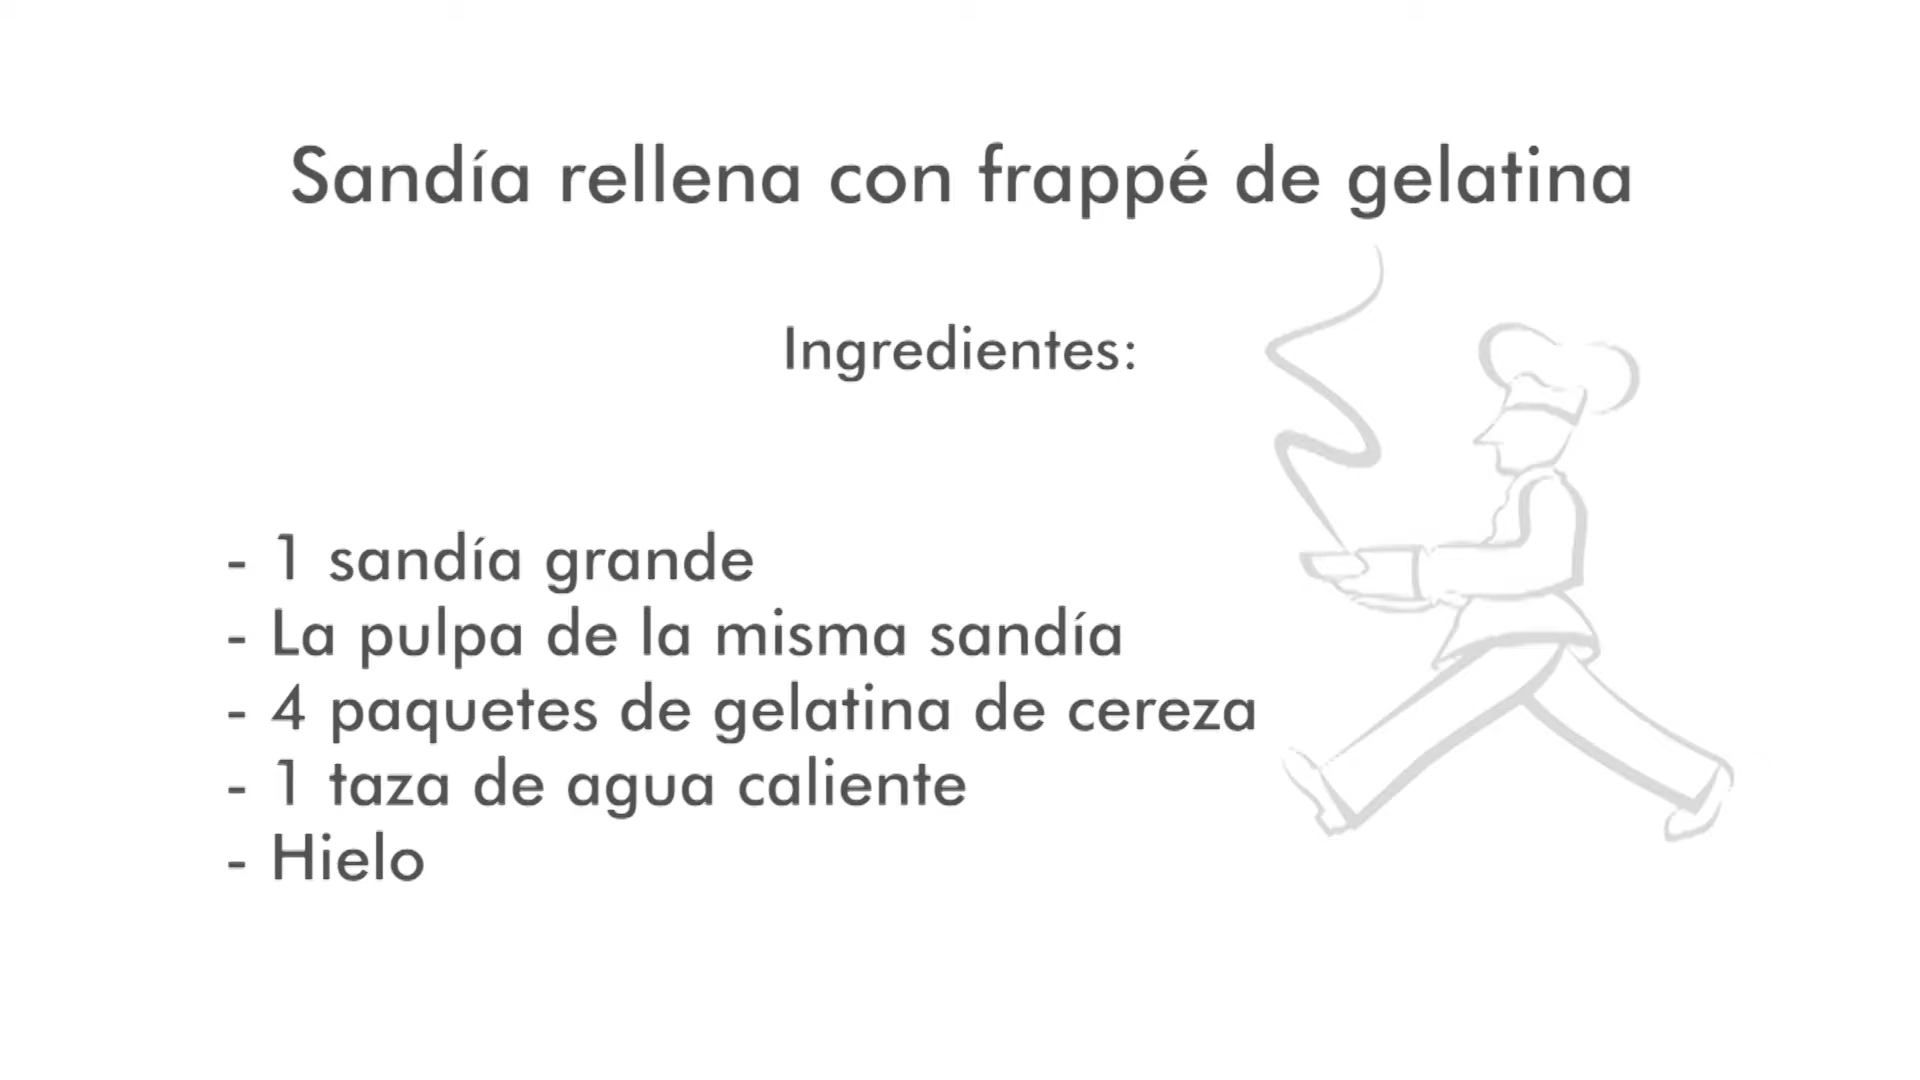 Sandía rellena con frappé de gelatina
Ingredientes:
- 1 sandía grande
- La pulpa de la misma sandía
- 4 paquetes de gelatina de cereza
- 1 taza de agua caliente
- Hielo